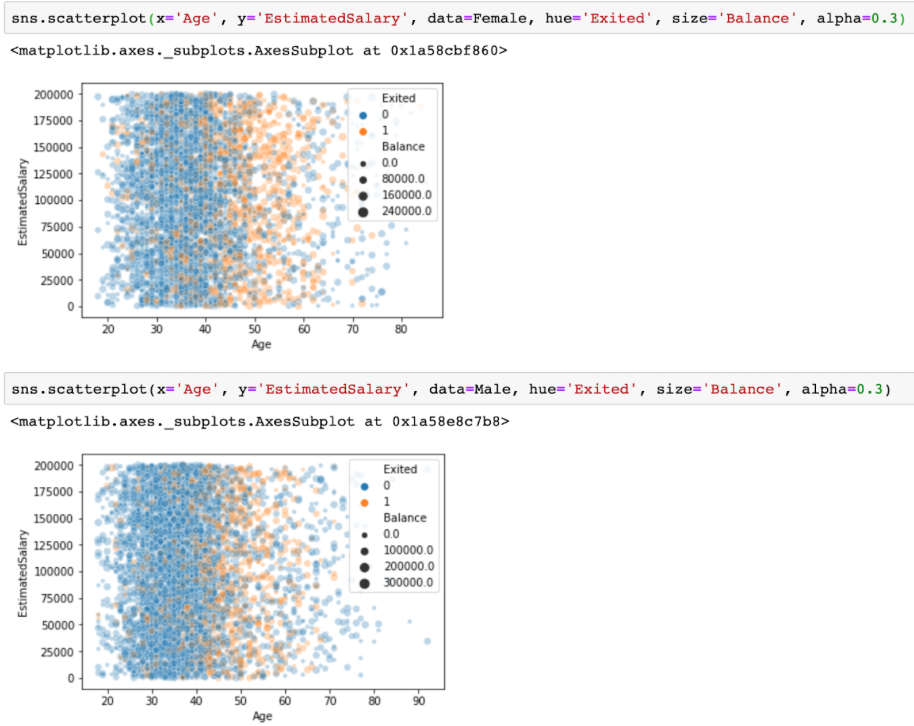 sns.scatterplot(x='Age', y='EstimatedSalary', data=Female, hue='Exited', size='Balance', alpha=0.3)
<matplotlib.axes._subplots.AxesSubplot at 0x1a58cbf860>
200000
175000
150000
125000
100000
75000
50000
25000
0
EstimatedSalary
20 30 40 50 60 70 80
Age
Exited
0
1
Balance
0.0
80000.0
160000.0
240000.0
sns.scatterplot(x='Age', y='EstimatedSalary', data=Male, hue='Exited', size='Balance', alpha=0.3)
<matplotlib.axes._subplots.AxesSubplot at 0x1a58e8c7b8>
200000
175000
150000
125000
100000
75000
50000
25000
0
EstimatedSalary
20 30 40 50 60 70 80 90
Age
Exited
0
1
Balance
0.0
100000.0
200000.0
300000.0